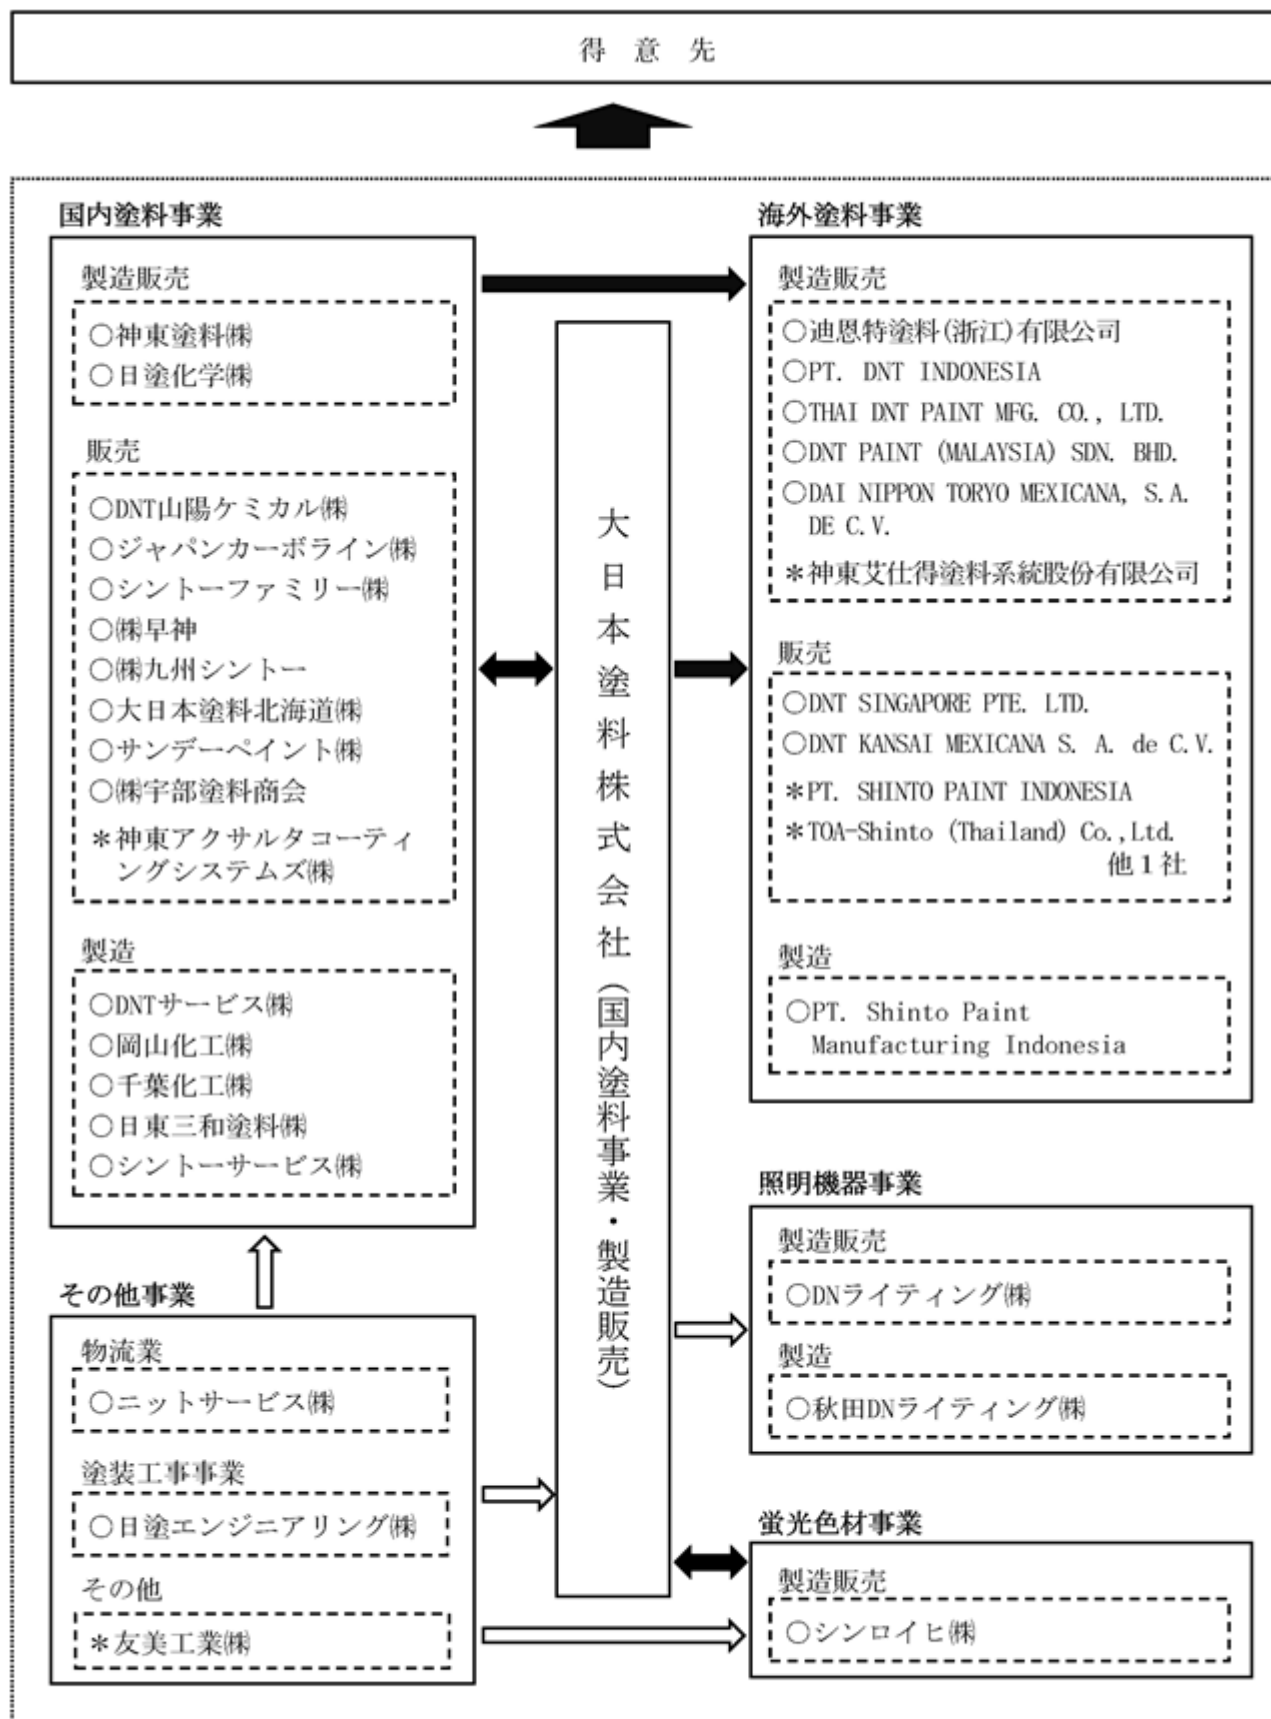 得意先
国内塗料事業
製造販売
○神東塗料㈱
○日塗化学㈱
販売
○DNT山陽ケミカル㈱
○ジャパンカーボライン㈱
○シントーファミリー㈱
○㈱早神
○㈱九州シントー
○大日本塗料北海道㈱
○サンデーペイント㈱
○㈱宇部塗料商会
＊神東アクサルタコーティ
ングシステムズ㈱
製造
○DNTサービス㈱
○岡山化工㈱
○千葉化工㈱
○日東三和塗料㈱
○シントーサービス㈱
その他事業
物流業
○ニットサービス㈱
塗装工事事業
○日塗エンジニアリング㈱
その他
＊友美工業㈱
大日本塗料株式会社（国内塗料事業・製造販売）
海外塗料事業
製造販売
○迪恩特塗料(浙江)有限公司
○PT. DNT INDONESIA
○THAI DNT PAINT MFG. CO., LTD.
○DNT PAINT (MALAYSIA) SDN. BHD.
○DAI NIPPON TORYO MEXICANA, S.A.
DE C.V.
＊神東艾仕得塗料系統股份有限公司
販売
○DNT SINGAPORE PTE. LTD.
○DNT KANSAI MEXICANA S. A. de C.V.
＊PT. SHINTO PAINT INDONESIA
＊TOA-Shinto (Thailand) Co.,Ltd.
他１社
製造
○PT. Shinto Paint
Manufacturing Indonesia
照明機器事業
製造販売
○DNライティング㈱
製造
○秋田DNライティング㈱
蛍光色材事業
製造販売
○シンロイヒ㈱